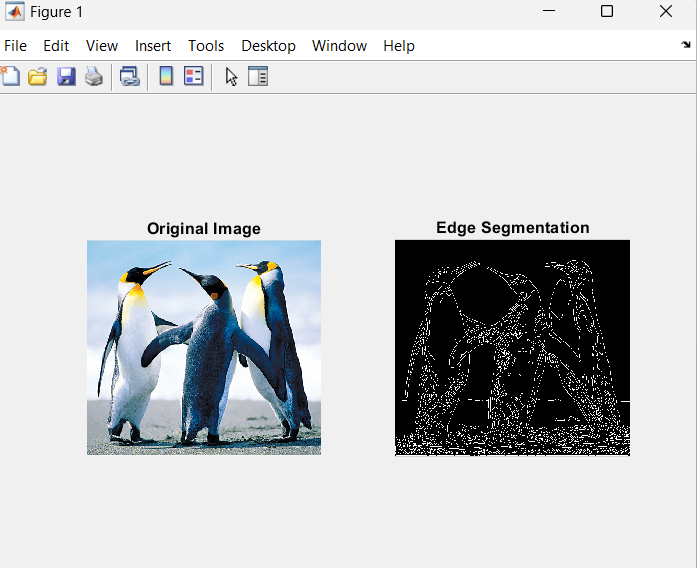 Figure 1
File Edit View Insert Tools Desktop Window Help
Original Image
Edge Segmentation